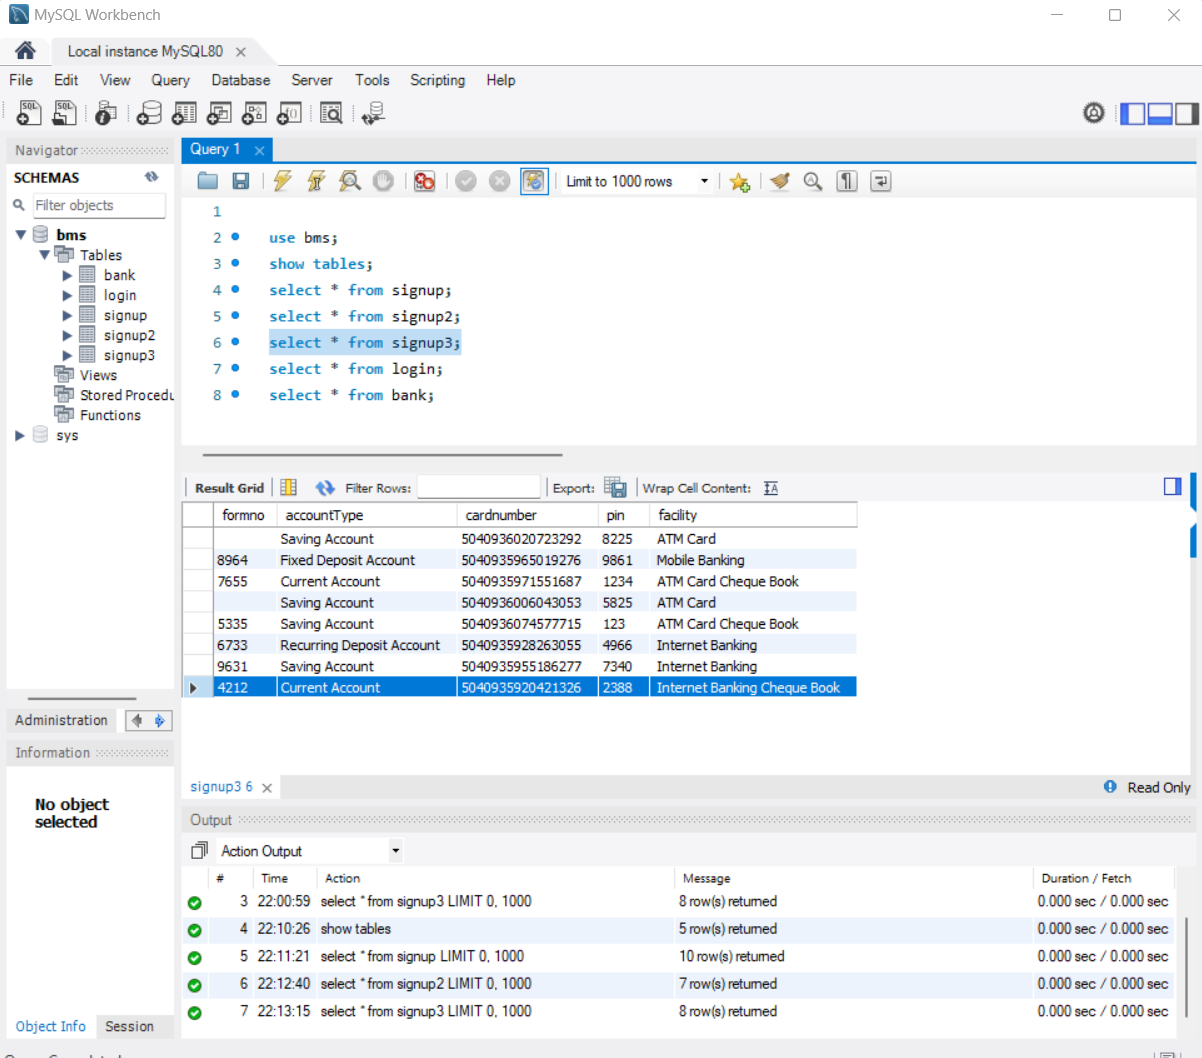 MySQL Workbench
Local instance MySQL80
File Edit View Query Database Server Tools Scripting Help
Navigator
SCHEMAS
Filter objects
bms
Tables
bank
login
signup
signup2
signup3
Views
Stored Procedu
Functions
sys
Administration
Information
No object
selected
Object Info Session
Query 1
Limit to 1000 rows
1
2 use bms;
3 show tables;
4 select * from signup;
5 select * from signup2;
6 select * from signup3;
7 select * from login;
8 select * from bank;
Result Grid Filter Rows: Export: Wrap Cell Content:
formno accountType cardnumber pin facility
Saving Account 5040936020723292 8225 ATM Card
8964 Fixed Deposit Account 5040935965019276 9861 Mobile Banking
7655 Current Account 5040935971551687 1234 ATM Card Cheque Book
Saving Account 5040936006043053 5825 ATM Card
5335 Saving Account 5040936074577715 123 ATM Card Cheque Book
6733 Recurring Deposit Account 5040935928263055 4966 Internet Banking
9631 Saving Account 5040935955186277 7340 Internet Banking
4212 Current Account 5040935920421326 2388 Internet Banking Cheque Book
signup3 6 Read Only
Output
Action Output
# Time Action Message Duration / Fetch
3 22:00:59 select * from signup3 LIMIT 0, 1000 8 row(s) returned 0.000 sec / 0.000 sec
4 22:10:26 show tables 5 row(s) returned 0.000 sec / 0.000 sec
5 22:11:21 select * from signup LIMIT 0, 1000 10 row(s) returned 0.000 sec / 0.000 sec
6 22:12:40 select * from signup2 LIMIT 0, 1000 7 row(s) returned 0.000 sec / 0.000 sec
7 22:13:15 select * from signup3 LIMIT 0, 1000 8 row(s) returned 0.000 sec / 0.000 sec